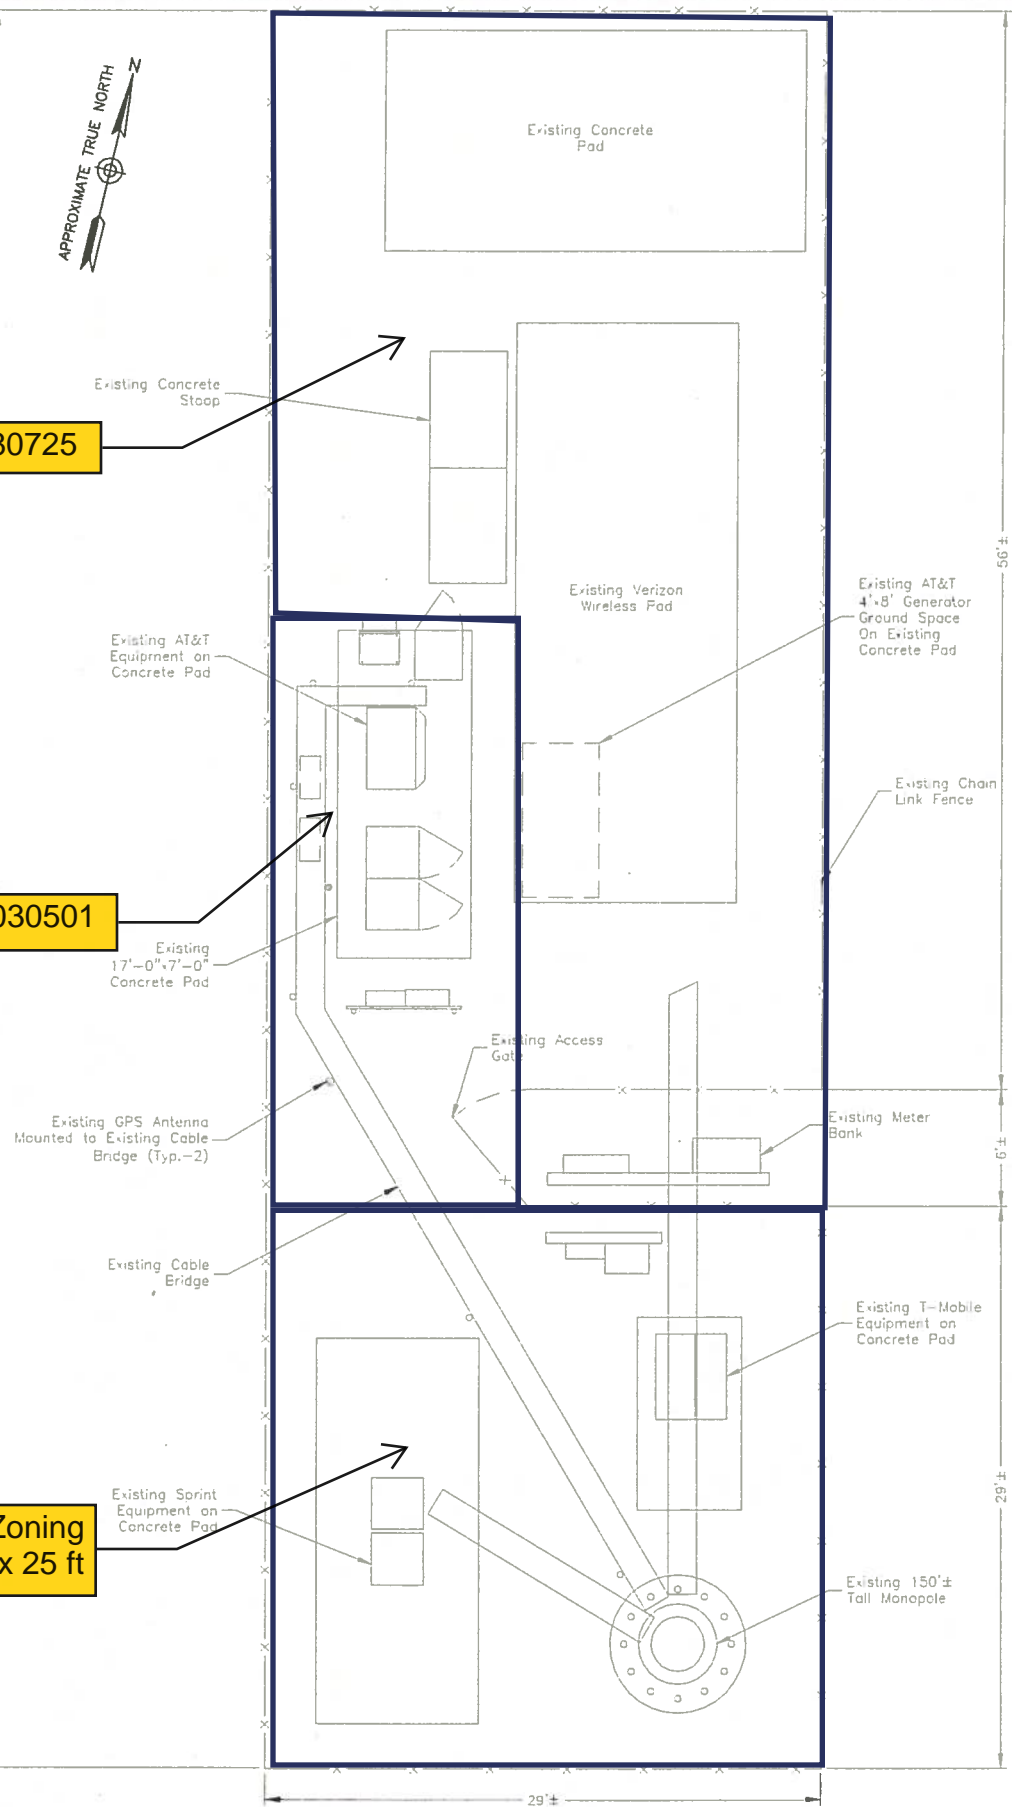 APPROXIMATE TRUE NORTH
N
Existing Concrete
Pad
Existing Concrete
Stoop
30725
Existing Verizon
Wireless Pad
56'±
Existing AT&T
4'x8' Generator
Ground Space
On Existing
Concrete Pad
Existing AT&T
Equipment on
Concrete Pad
Existing Chain
Link Fence
030501
Existing
17'-0"x7'-0"
Concrete Pad
Existing Access
Gate
Existing GPS Antenna
Mounted to Existing Cable
Bridge (Typ.-2)
Existing Meter
Bank
6'±
Existing Cable
Bridge
Existing T-Mobile
Equipment on
Concrete Pad
Existing Sprint
Equipment on
Concrete Pad
Zoning
x 25 ft
29'±
Existing 150'±
Tall Monopole
29'±